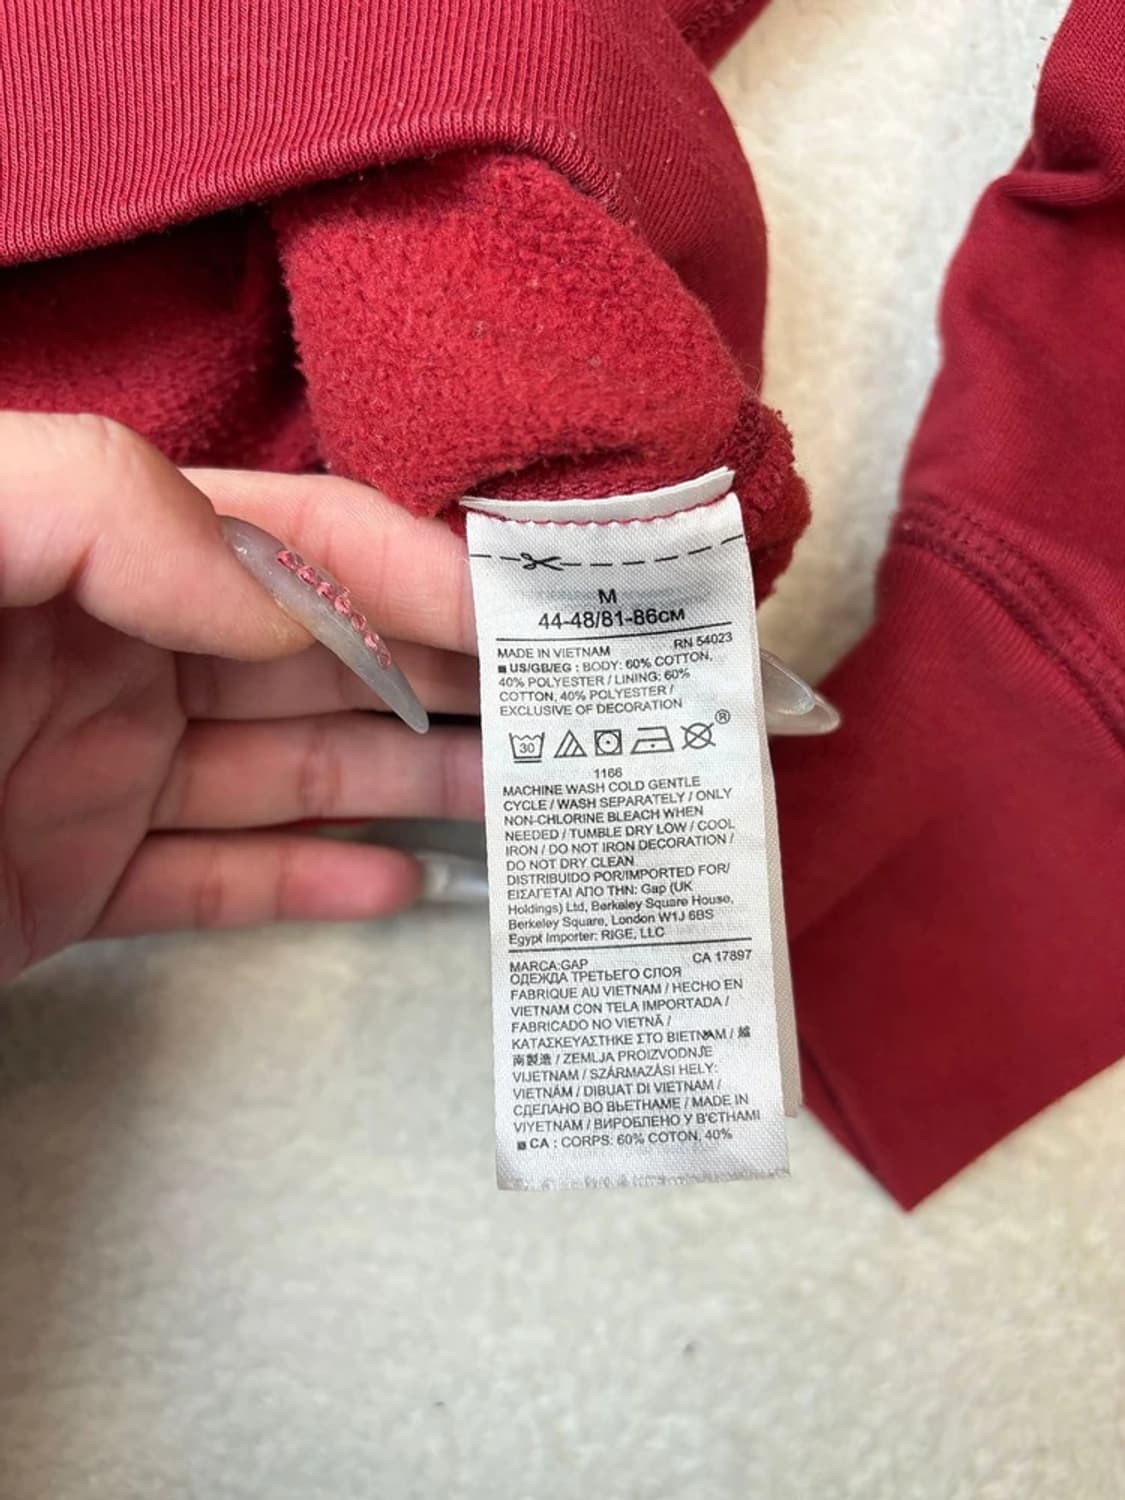 M
44-48/81-86см
MADE IN VIETNAM RN 54023
US/GB/EG : BODY: 60% COTTON,
40% POLYESTER / LINING: 60%
COTTON, 40% POLYESTER /
EXCLUSIVE OF DECORATION
30 ®
1166
MACHINE WASH COLD GENTLE
CYCLE / WASH SEPARATELY / ONLY
NON-CHLORINE BLEACH WHEN
NEEDED / TUMBLE DRY LOW / COOL
IRON / DO NOT IRON DECORATION /
DO NOT DRY CLEAN
DISTRIBUIDO POR/IMPORTED FOR/
ΕΙΣΑΓΕΤΑΙ ΑΠΟ ΤΗΝ: Gap (UK
Holdings) Ltd, Berkeley Square House,
Berkeley Square, London W1J 6BS
Egypt Importer: RIGE, LLC
MARCA:GAP CA 17897
ОДЕЖДА ТРЕТЬЕГО СЛОЯ
FABRIQUE AU VIETNAM / HECHO EN
VIETNAM CON TELA IMPORTADA /
FABRICADO NO VIETNÃ /
ΚΑΤΑΣΚΕΥΑΣΤΗΚΕ ΣΤΟ ΒΙΕΤΝΑΜ / 越
南製造 / ZEMLJA PROIZVODNJE
VIJETNAM / SZÁRMAZÁSI HELY:
VIETNÁM / DIBUAT DI VIETNAM /
СДЕЛАНО ВО ВЬЕТНАМЕ / MADE IN
VIYETNAM / ВИРОБЛЕНО У В'ЄТНАМІ
CA : CORPS: 60% COTON, 40%